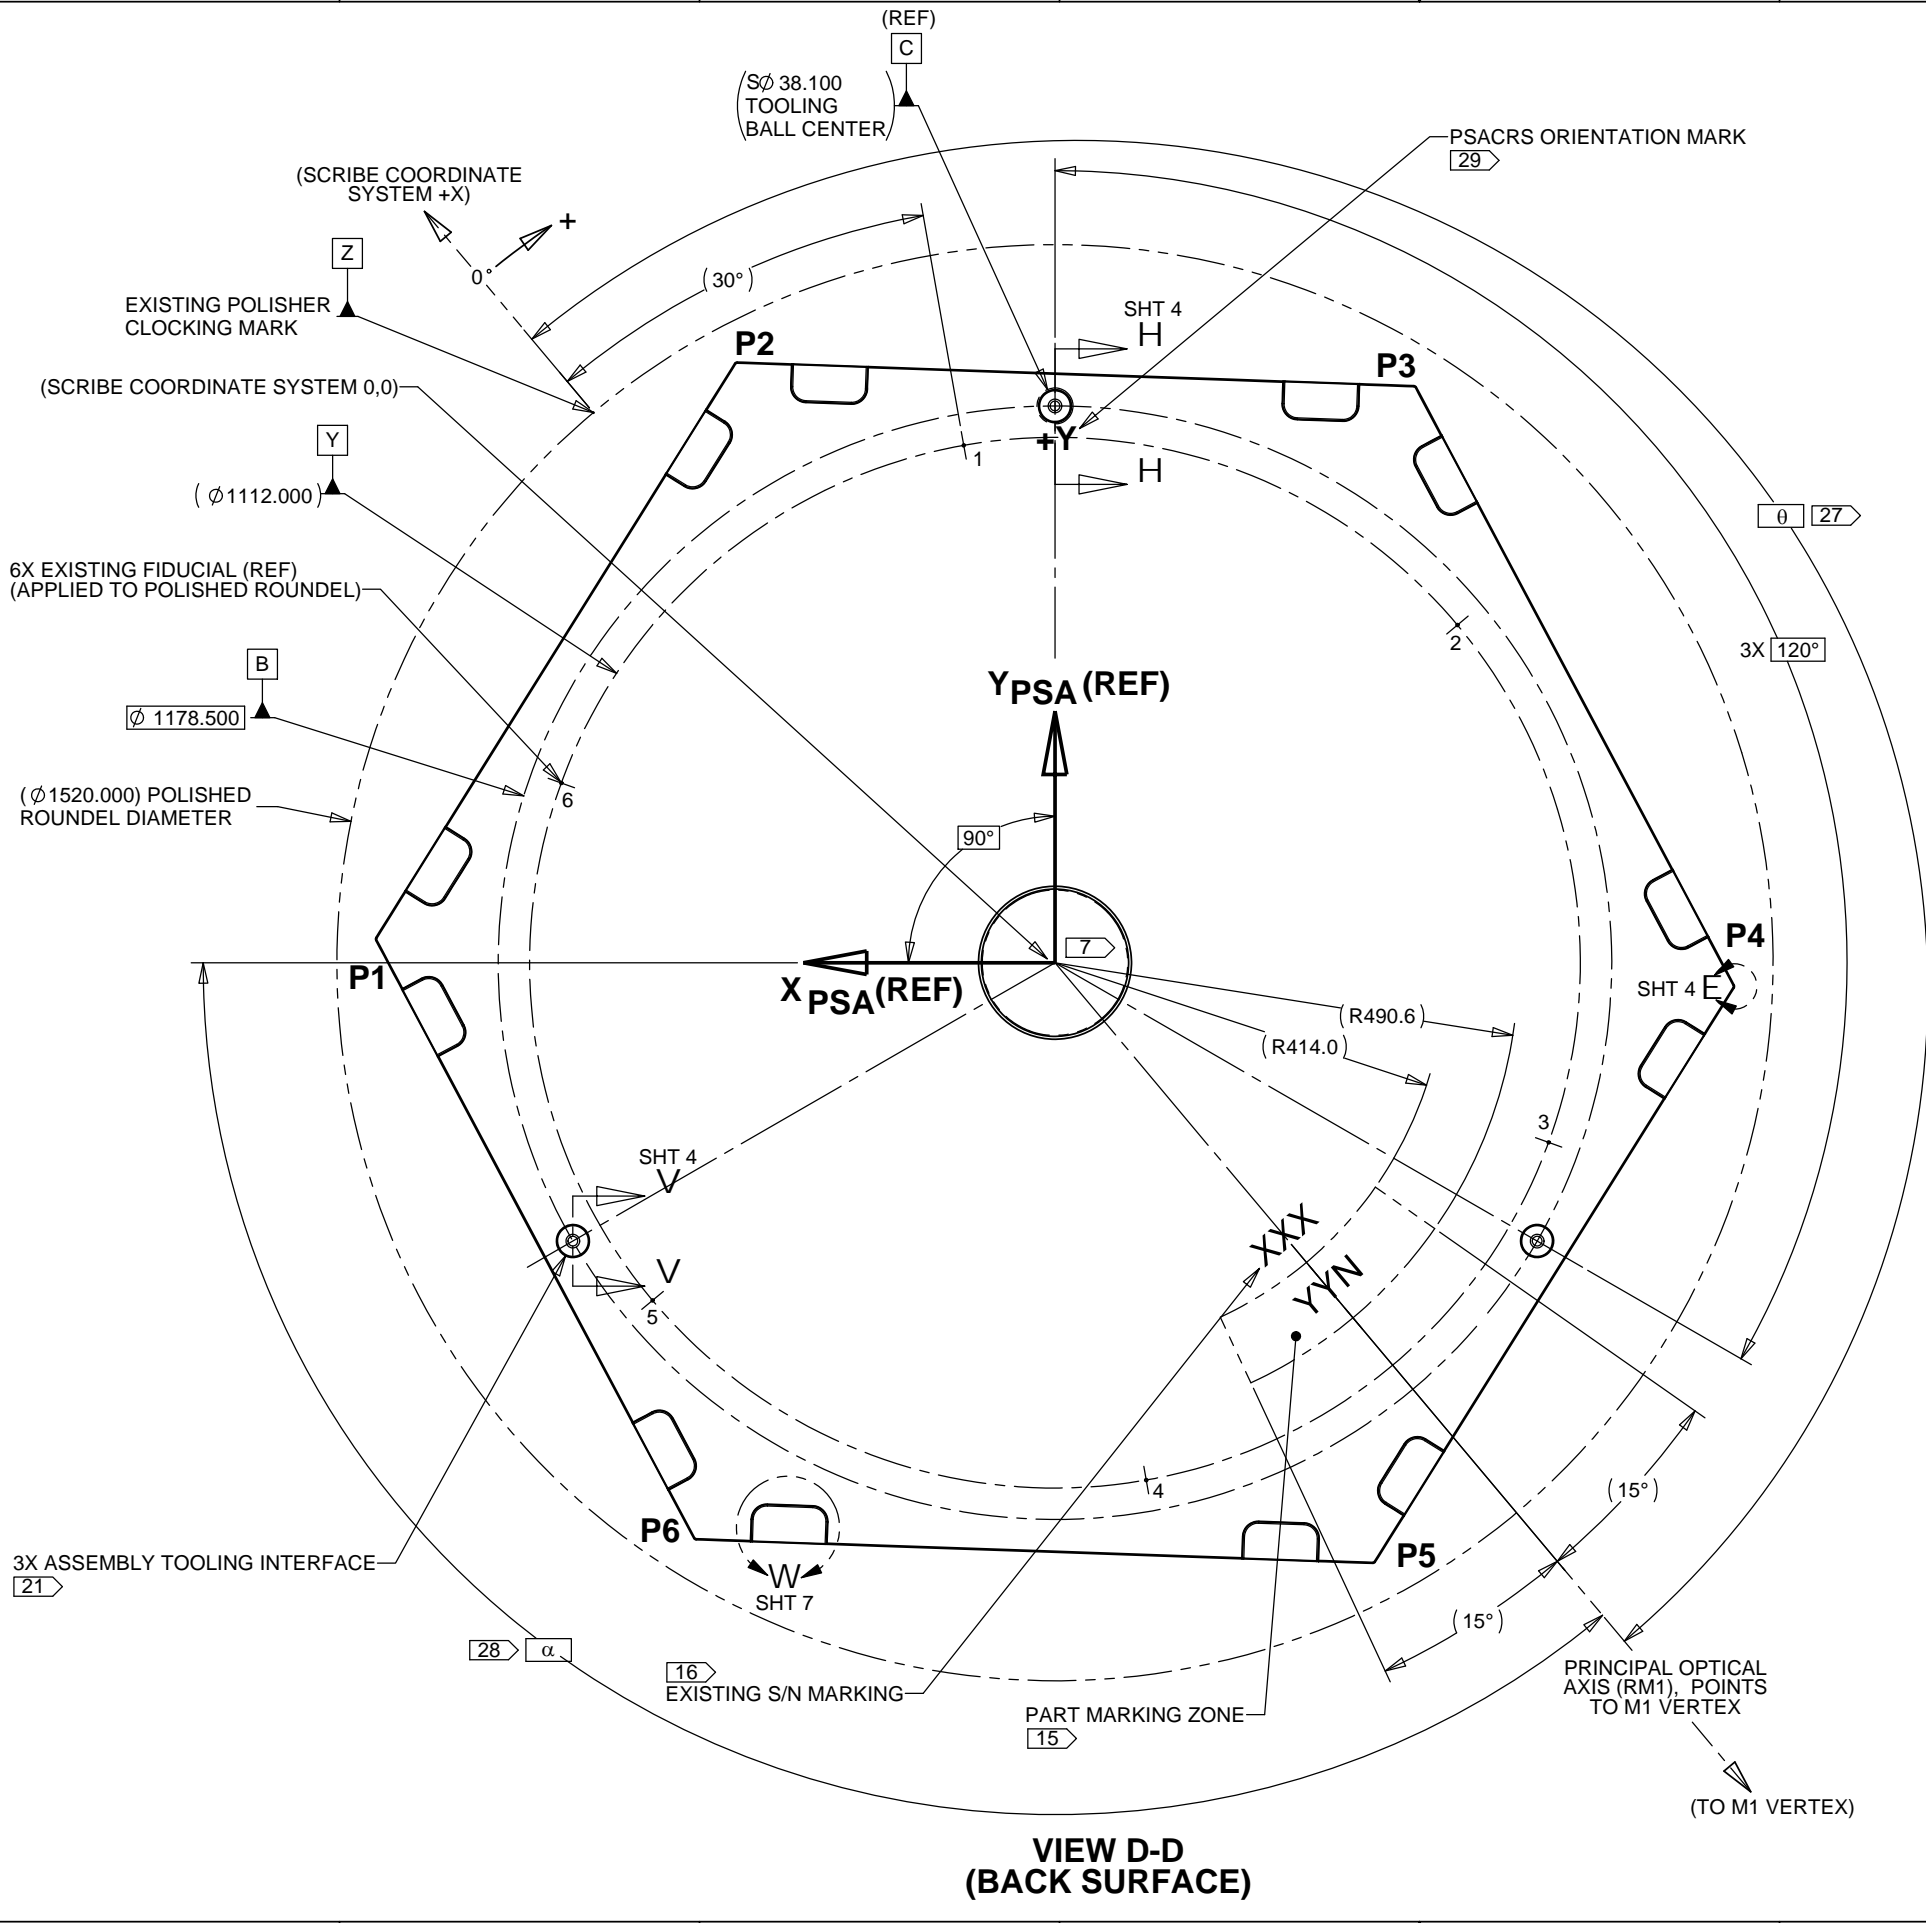 (REF)
C
(S∅ 38.100
TOOLING
BALL CENTER)
PSACRS ORIENTATION MARK
29
(SCRIBE COORDINATE
SYSTEM +X)
+
0°
Z
EXISTING POLISHER
CLOCKING MARK
(30°)
SHT 4
H
P2
P3
(SCRIBE COORDINATE SYSTEM 0,0)
+Y
1
H
Y
(∅1112.000)
θ 27
6X EXISTING FIDUCIAL (REF)
(APPLIED TO POLISHED ROUNDEL)
2
3X 120°
B
∅ 1178.500
YPSA (REF)
(∅1520.000) POLISHED
ROUNDEL DIAMETER
6
90°
7
P4
P1
XPSA (REF)
SHT 4 E
(R490.6)
(R414.0)
3
SHT 4
V
V
5
XXX
YYN
4
(15°)
P6
P5
W
SHT 7
3X ASSEMBLY TOOLING INTERFACE
21
(15°)
28 α
16
EXISTING S/N MARKING
PART MARKING ZONE
15
PRINCIPAL OPTICAL
AXIS (RM1), POINTS
TO M1 VERTEX
(TO M1 VERTEX)
VIEW D-D
(BACK SURFACE)